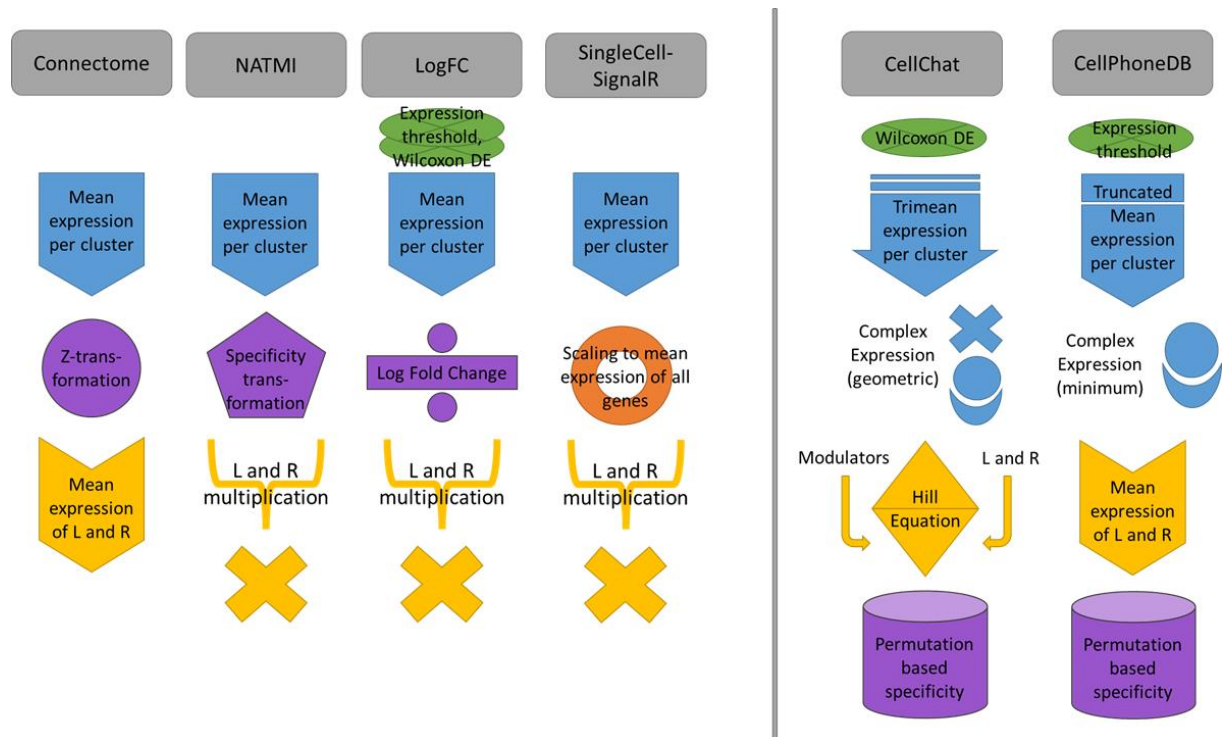 Connectome
NATMI
LogFC
SingleCell-
SignalR
CellChat
CellPhoneDB
Expression
threshold,
Wilcoxon DE
Wilcoxon DE
Expression
threshold
Mean
expression
per cluster
Mean
expression
per cluster
Mean
expression
per cluster
Mean
expression
per cluster
Trimean
expression
per cluster
Truncated
Mean
expression
per cluster
Z-trans-
formation
Specificity
trans-
formation
Log Fold Change
Scaling to mean
expression of all
genes
Complex
Expression
(geometric)
Complex
Expression
(minimum)
Mean
expression
of L and R
L and R
multiplication
L and R
multiplication
L and R
multiplication
Modulators
L and R
Hill
Equation
Mean
expression
of L and R
Permutation
based
specificity
Permutation
based
specificity